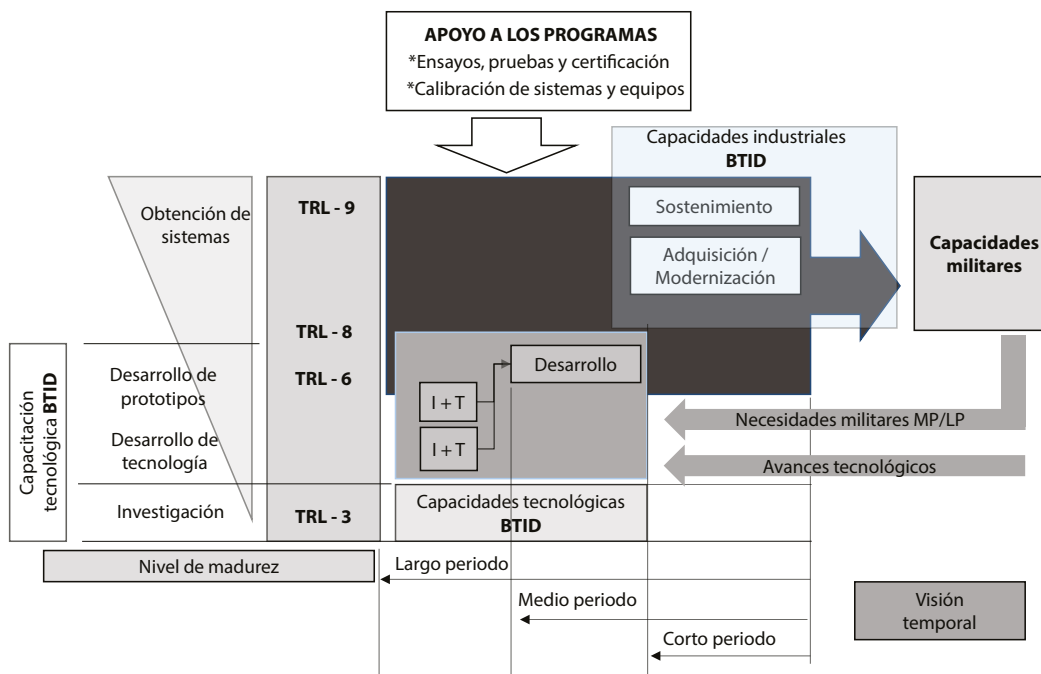 APOYO A LOS PROGRAMAS
*Ensayos, pruebas y certificación
*Calibración de sistemas y equipos
Capacidades industriales
BTID
Obtención de
sistemas
TRL - 9
Sostenimiento
Adquisición /
Modernización
Capacidades
militares
TRL - 8
Capacitación
tecnológica BTID
Desarrollo de
prototipos
TRL - 6
Desarrollo
I + T
I + T
Necesidades militares MP/LP
Desarrollo de
tecnología
Avances tecnológicos
Investigación
TRL - 3
Capacidades tecnológicas
BTID
Nivel de madurez
Largo periodo
Medio periodo
Corto periodo
Visión
temporal